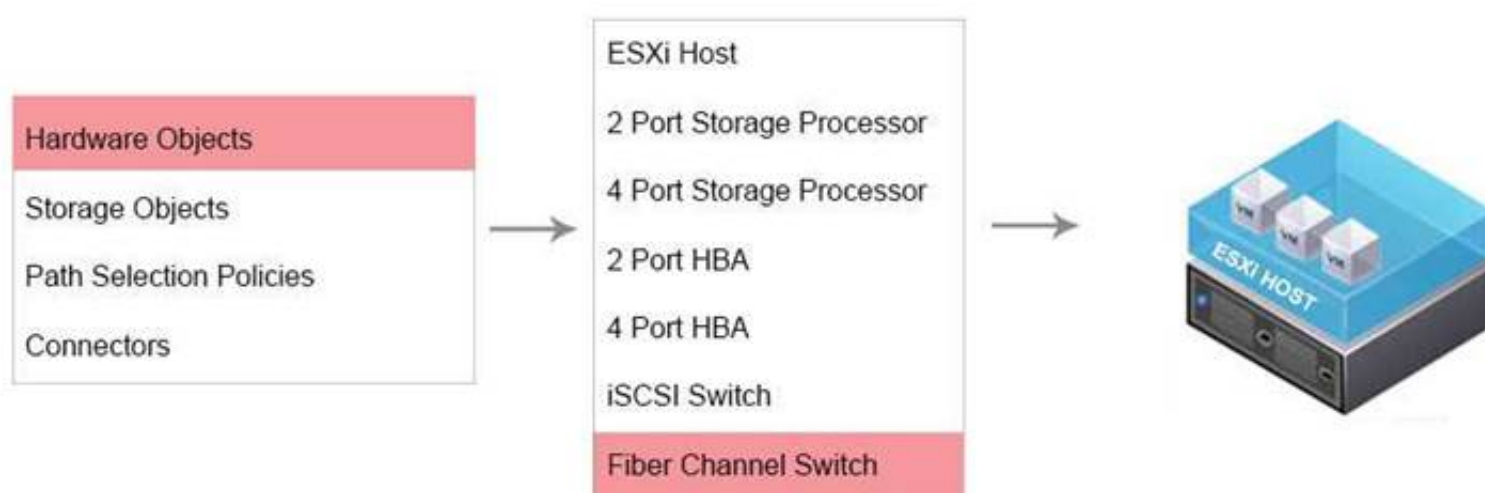 Hardware Objects
Storage Objects
Path Selection Policies
Connectors
ESXi Host
2 Port Storage Processor
4 Port Storage Processor
2 Port HBA
4 Port HBA
iSCSI Switch
Fiber Channel Switch
VM
VM
VM
ESXI HOST